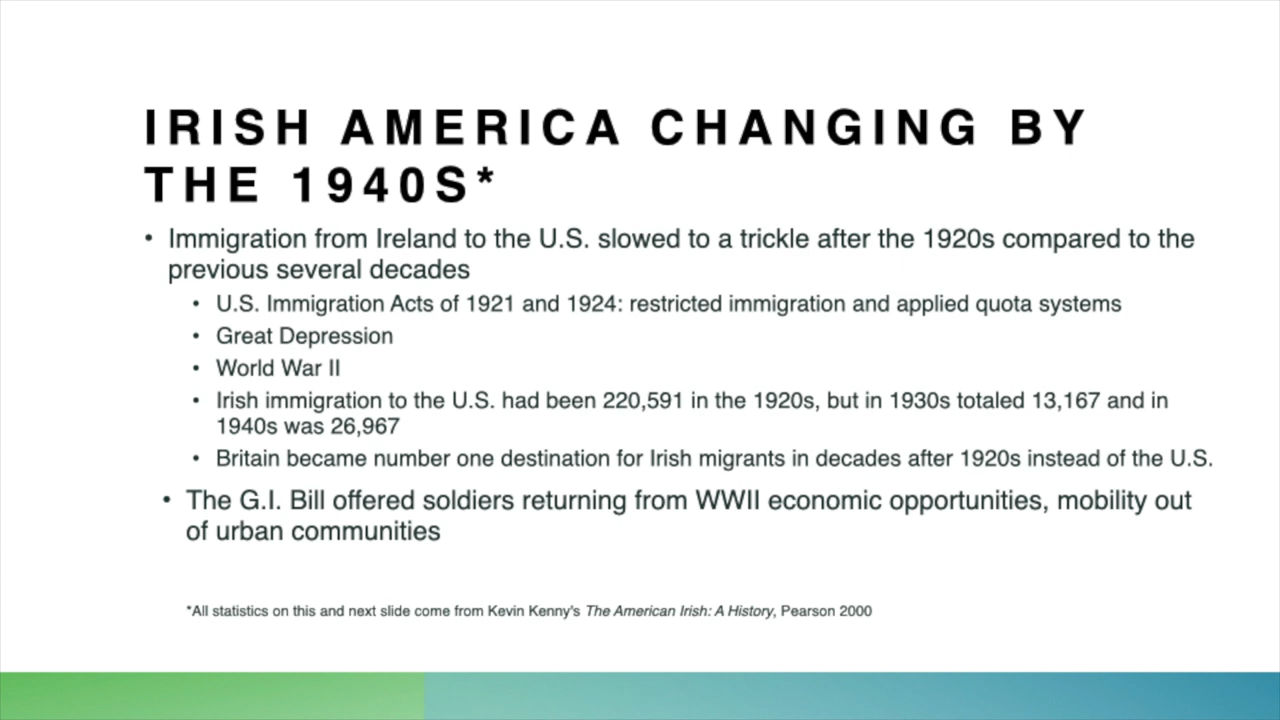 IRISH AMERICA CHANGING BY
THE 1940S*
• Immigration from Ireland to the U.S. slowed to a trickle after the 1920s compared to the
previous several decades
• U.S. Immigration Acts of 1921 and 1924: restricted immigration and applied quota systems
• Great Depression
• World War II
• Irish immigration to the U.S. had been 220,591 in the 1920s, but in 1930s totaled 13,167 and in
1940s was 26,967
• Britain became number one destination for Irish migrants in decades after 1920s instead of the U.S.
• The G.I. Bill offered soldiers returning from WWII economic opportunities, mobility out
of urban communities
*All statistics on this and next slide come from Kevin Kenny's The American Irish: A History, Pearson 2000